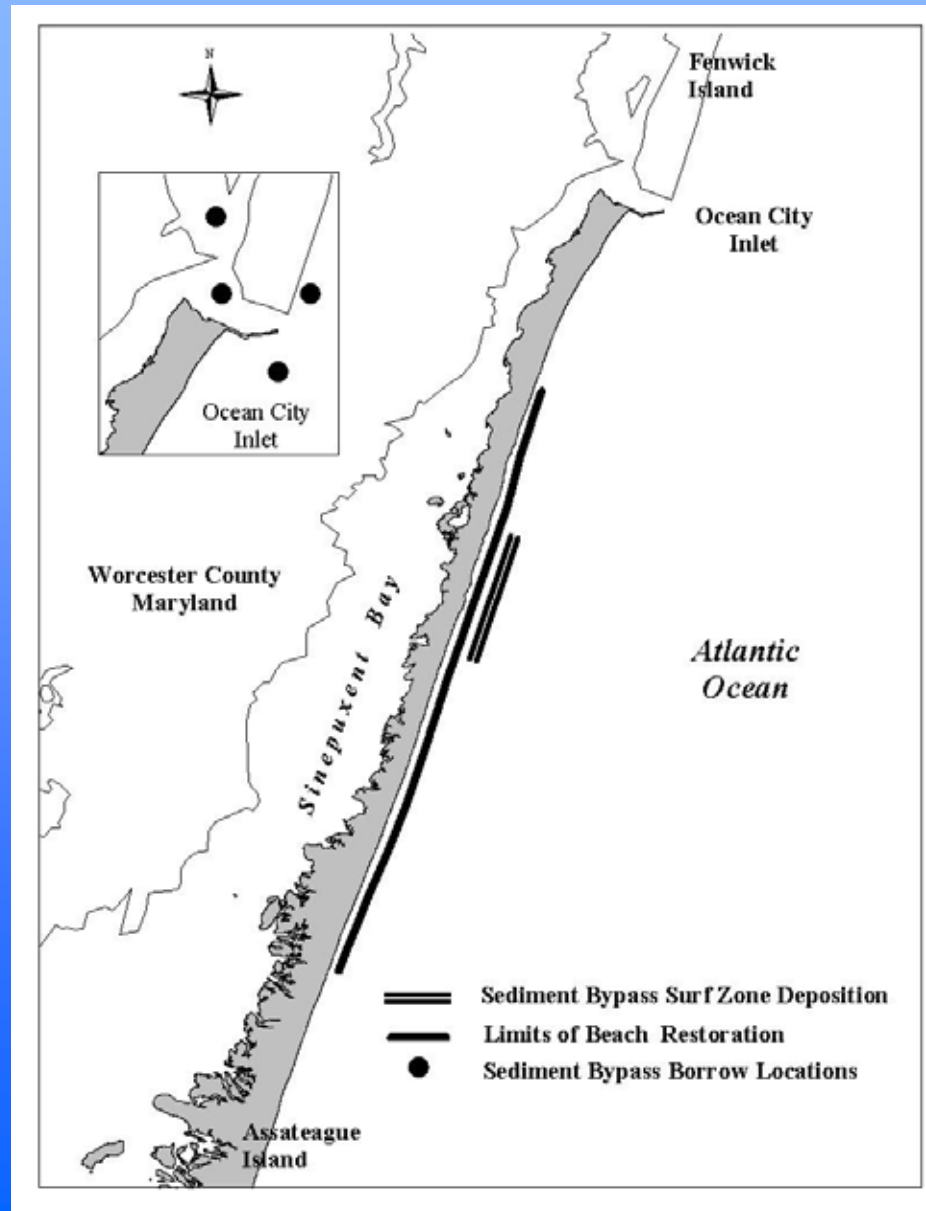 N
Fenwick
Island
Ocean City
Inlet
Ocean City
Inlet
Worcester County
Maryland
Sinepuxent Bay
Atlantic
Ocean
Sediment Bypass Surf Zone Deposition
Limits of Beach Restoration
Sediment Bypass Borrow Locations
Assateague
Island